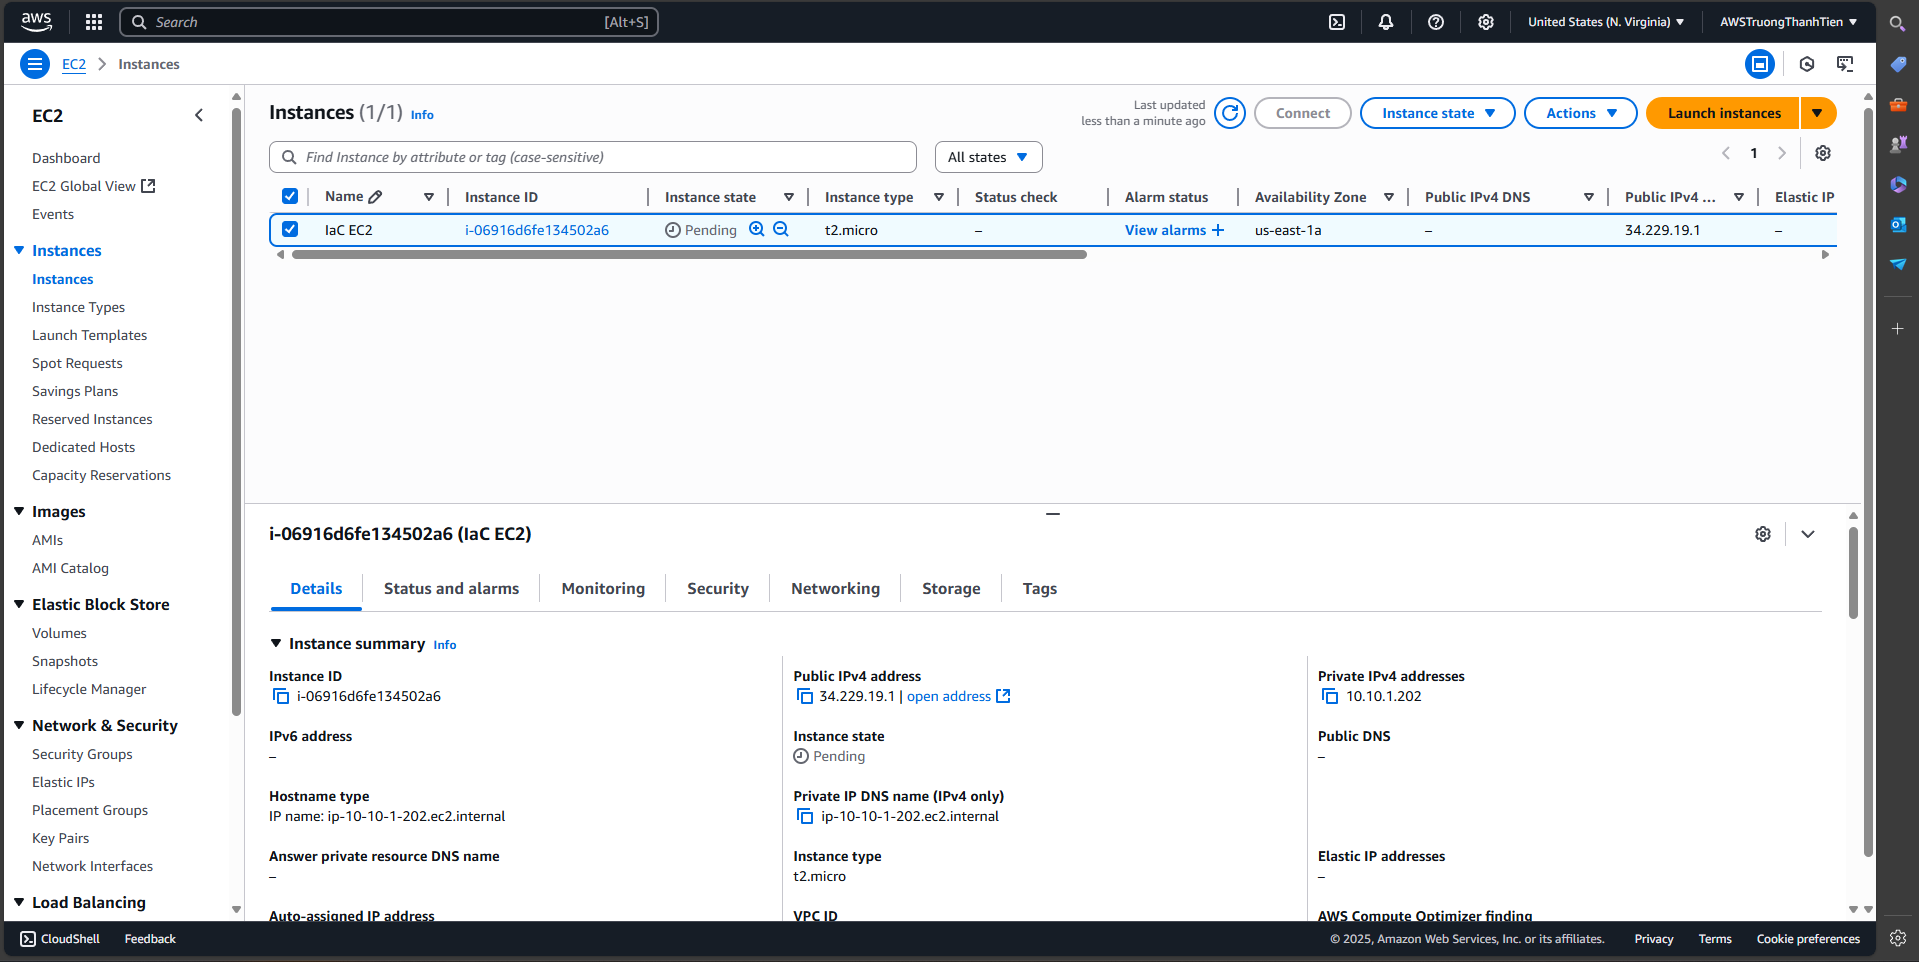 aws
Search
[Alt+S]
United States (N. Virginia)
AWSTruongThanhTien
EC2
Instances
EC2
Dashboard
EC2 Global View
Events
Instances
Instances
Instance Types
Launch Templates
Spot Requests
Savings Plans
Reserved Instances
Dedicated Hosts
Capacity Reservations
Images
AMIs
AMI Catalog
Elastic Block Store
Volumes
Snapshots
Lifecycle Manager
Network & Security
Security Groups
Elastic IPs
Placement Groups
Key Pairs
Network Interfaces
Load Balancing
Instances (1/1) Info
Last updated
less than a minute ago
Connect
Instance state
Actions
Launch instances
Find Instance by attribute or tag (case-sensitive)
All states
1
Name Instance ID Instance state Instance type Status check Alarm status Availability Zone Public IPv4 DNS Public IPv4 ... Elastic IP
IaC EC2 i-06916d6fe134502a6 Pending t2.micro – View alarms + us-east-1a – 34.229.19.1 –
i-06916d6fe134502a6 (IaC EC2)
Details Status and alarms Monitoring Security Networking Storage Tags
Instance summary Info
Instance ID
i-06916d6fe134502a6
Public IPv4 address
34.229.19.1 | open address
Private IPv4 addresses
10.10.1.202
IPv6 address
–
Instance state
Pending
Public DNS
–
Hostname type
IP name: ip-10-10-1-202.ec2.internal
Private IP DNS name (IPv4 only)
ip-10-10-1-202.ec2.internal
Answer private resource DNS name
–
Instance type
t2.micro
Elastic IP addresses
–
Auto-assigned IP address
VPC ID
AWS Compute Optimizer finding
CloudShell
Feedback
© 2025, Amazon Web Services, Inc. or its affiliates.
Privacy
Terms
Cookie preferences